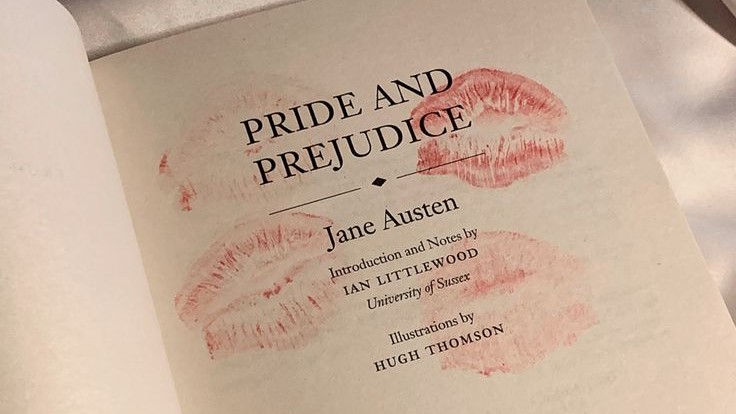 PRIDE AND
PREJUDICE
Jane Austen
Introduction and Notes by
IAN LITTLEWOOD
University of Sussex
Illustrations by
HUGH THOMSON